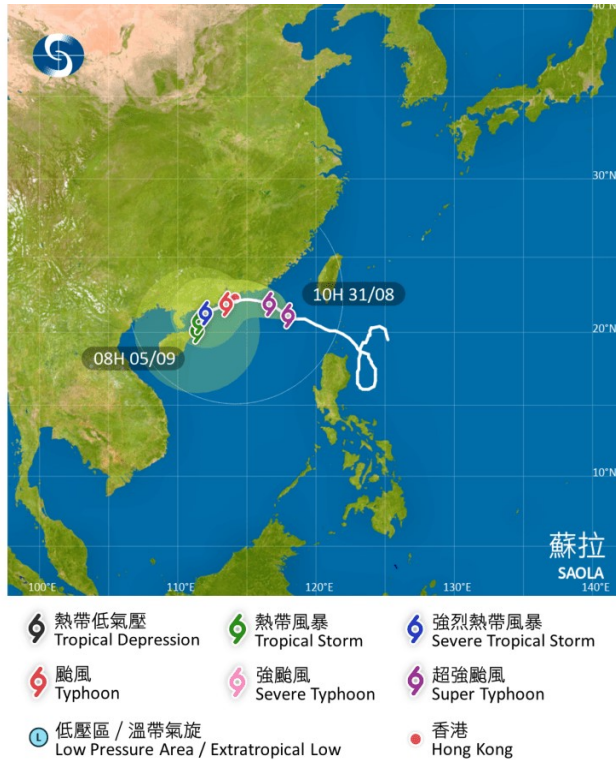 40°N
30°N
10H 31/08
20°N
08H 05/09
10°N
蘇拉
SAOLA
100°E 110°E 120°E 130°E 140°E
熱帶低氣壓
Tropical Depression
熱帶風暴
Tropical Storm
強烈熱帶風暴
Severe Tropical Storm
颱風
Typhoon
強颱風
Severe Typhoon
超強颱風
Super Typhoon
L
低壓區 / 溫帶氣旋
Low Pressure Area / Extratropical Low
香港
Hong Kong